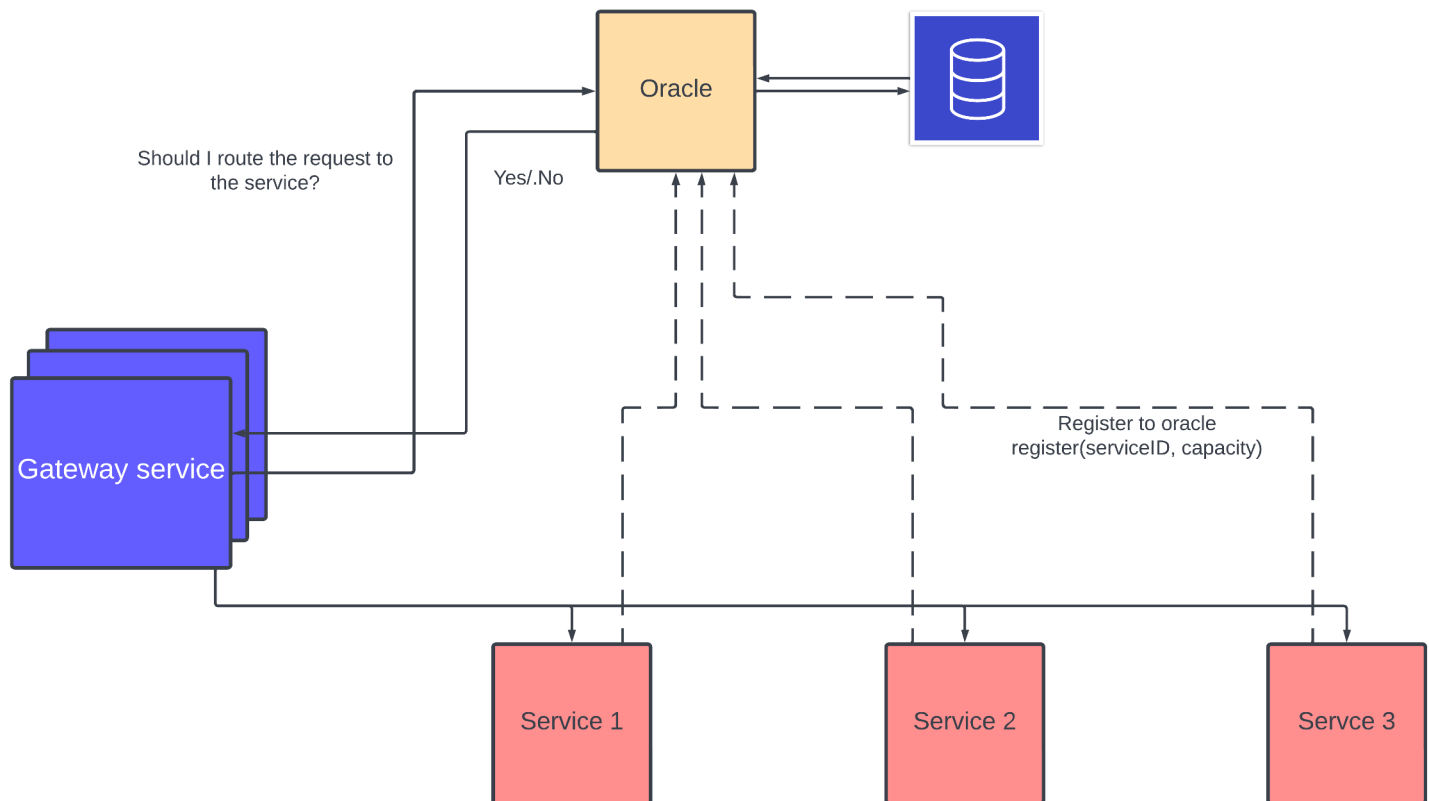 Oracle
Should I route the request to
the service?
Yes/.No
Gateway service
Register to oracle
register(serviceID, capacity)
Service 1
Service 2
Servce 3